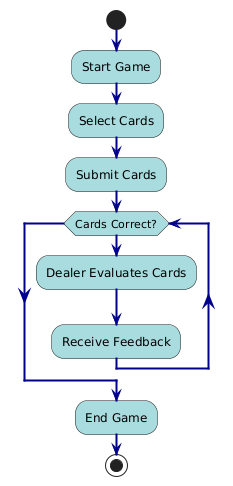 Start Game
Select Cards
Submit Cards
Cards Correct?
Dealer Evaluates Cards
Receive Feedback
End Game